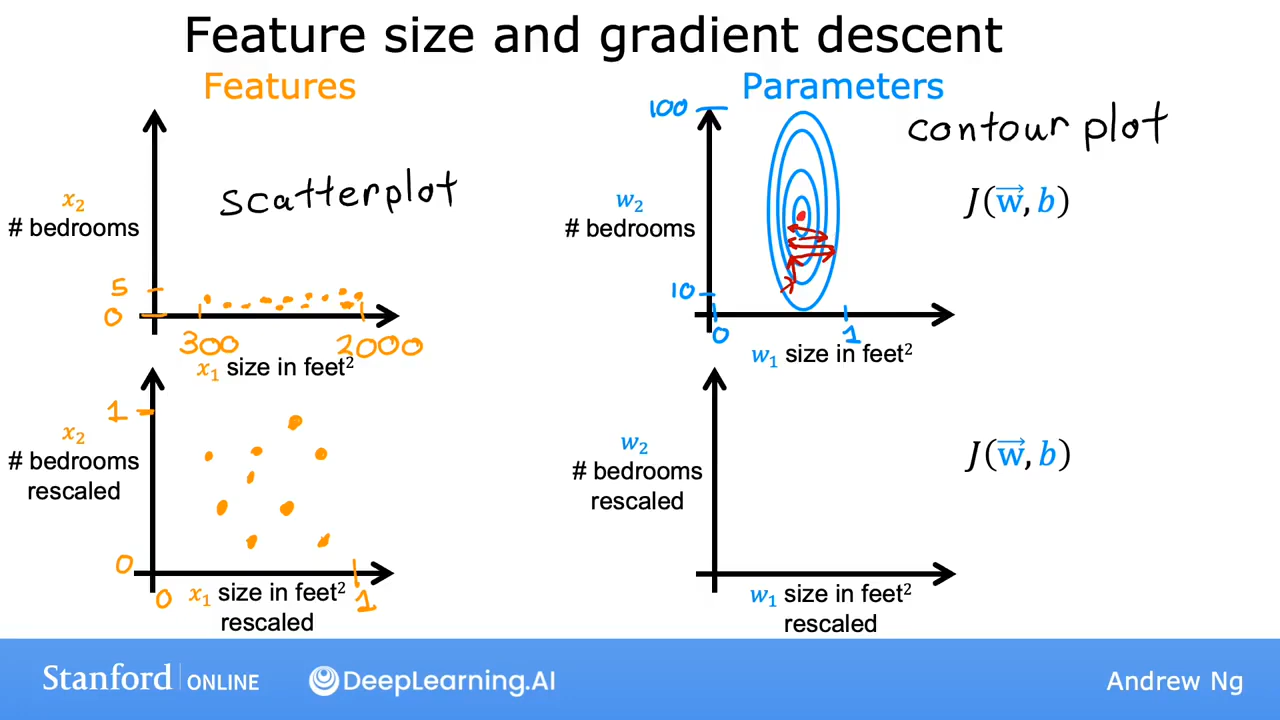 Feature size and gradient descent
Features
Parameters
scatterplot
x₂
# bedrooms
5
0
300
2000
x₁ size in feet²
100
contour plot
w₂
# bedrooms
J(w⃗, b)
10
0
1
w₁ size in feet²
1
x₂
# bedrooms
rescaled
0
0
1
x₁ size in feet²
rescaled
w₂
# bedrooms
rescaled
J(w⃗, b)
w₁ size in feet²
rescaled
Stanford ONLINE
DeepLearning.AI
Andrew Ng